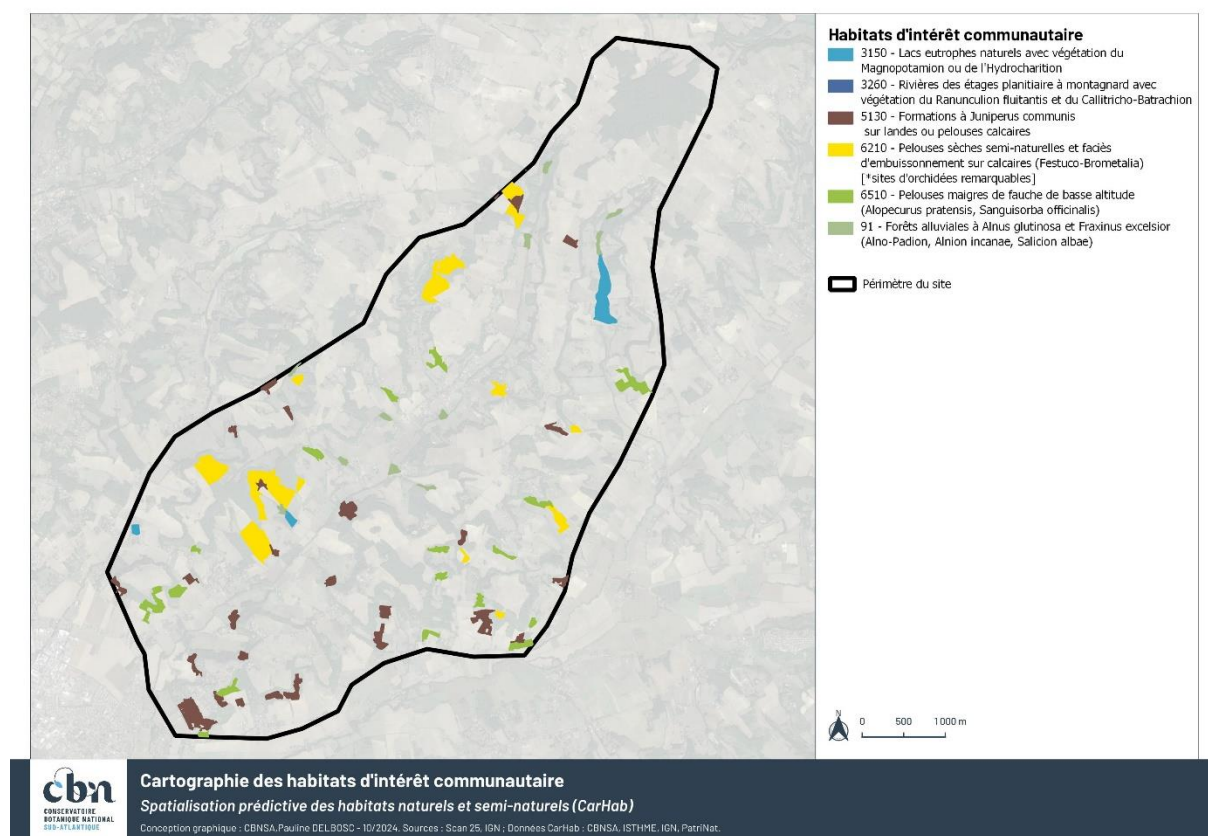 Habitats d'intérêt communautaire
3150 - Lacs eutrophes naturels avec végétation du
Magnopotamion ou de l'Hydrocharition
3260 - Rivières des étages planitiaire à montagnard avec
végétation du Ranunculion fluitantis et du Callitricho-Batrachion
5130 - Formations à Juniperus communis
sur landes ou pelouses calcaires
6210 - Pelouses sèches semi-naturelles et faciès
d'embuissonnement sur calcaires (Festuco-Brometalia)
[*sites d'orchidées remarquables]
6510 - Pelouses maigres de fauche de basse altitude
(Alopecurus pratensis, Sanguisorba officinalis)
91 - Forêts alluviales à Alnus glutinosa et Fraxinus excelsior
(Alno-Padion, Alnion incanae, Salicion albae)
Périmètre du site
N
0 500 1000 m
cbn
CONSERVATOIRE
BOTANIQUE NATIONAL
SUD-ATLANTIQUE
Cartographie des habitats d'intérêt communautaire
Spatialisation prédictive des habitats naturels et semi-naturels (CarHab)
Conception graphique : CBNSA, Pauline DELBOSC - 10/2024. Sources : Scan 25, IGN ; Données CarHab : CBNSA, ISTHME, IGN, PatriNat.